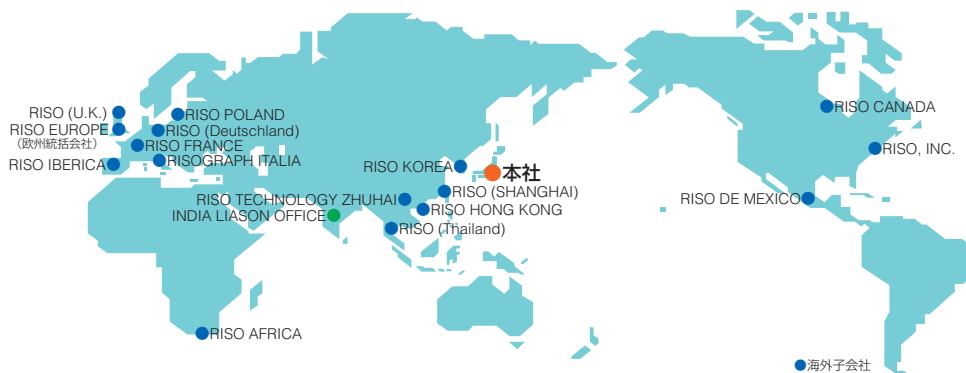 RISO (U.K.)
RISO EUROPE
（欧州統括会社）
RISO IBERICA
RISO POLAND
RISO (Deutschland)
RISO FRANCE
RISOGRAPH ITALIA
RISO KOREA
本社
RISO TECHNOLOGY ZHUHAI
INDIA LIASON OFFICE
RISO (SHANGHAI)
RISO HONG KONG
RISO (Thailand)
RISO AFRICA
RISO CANADA
RISO, INC.
RISO DE MEXICO
海外子会社